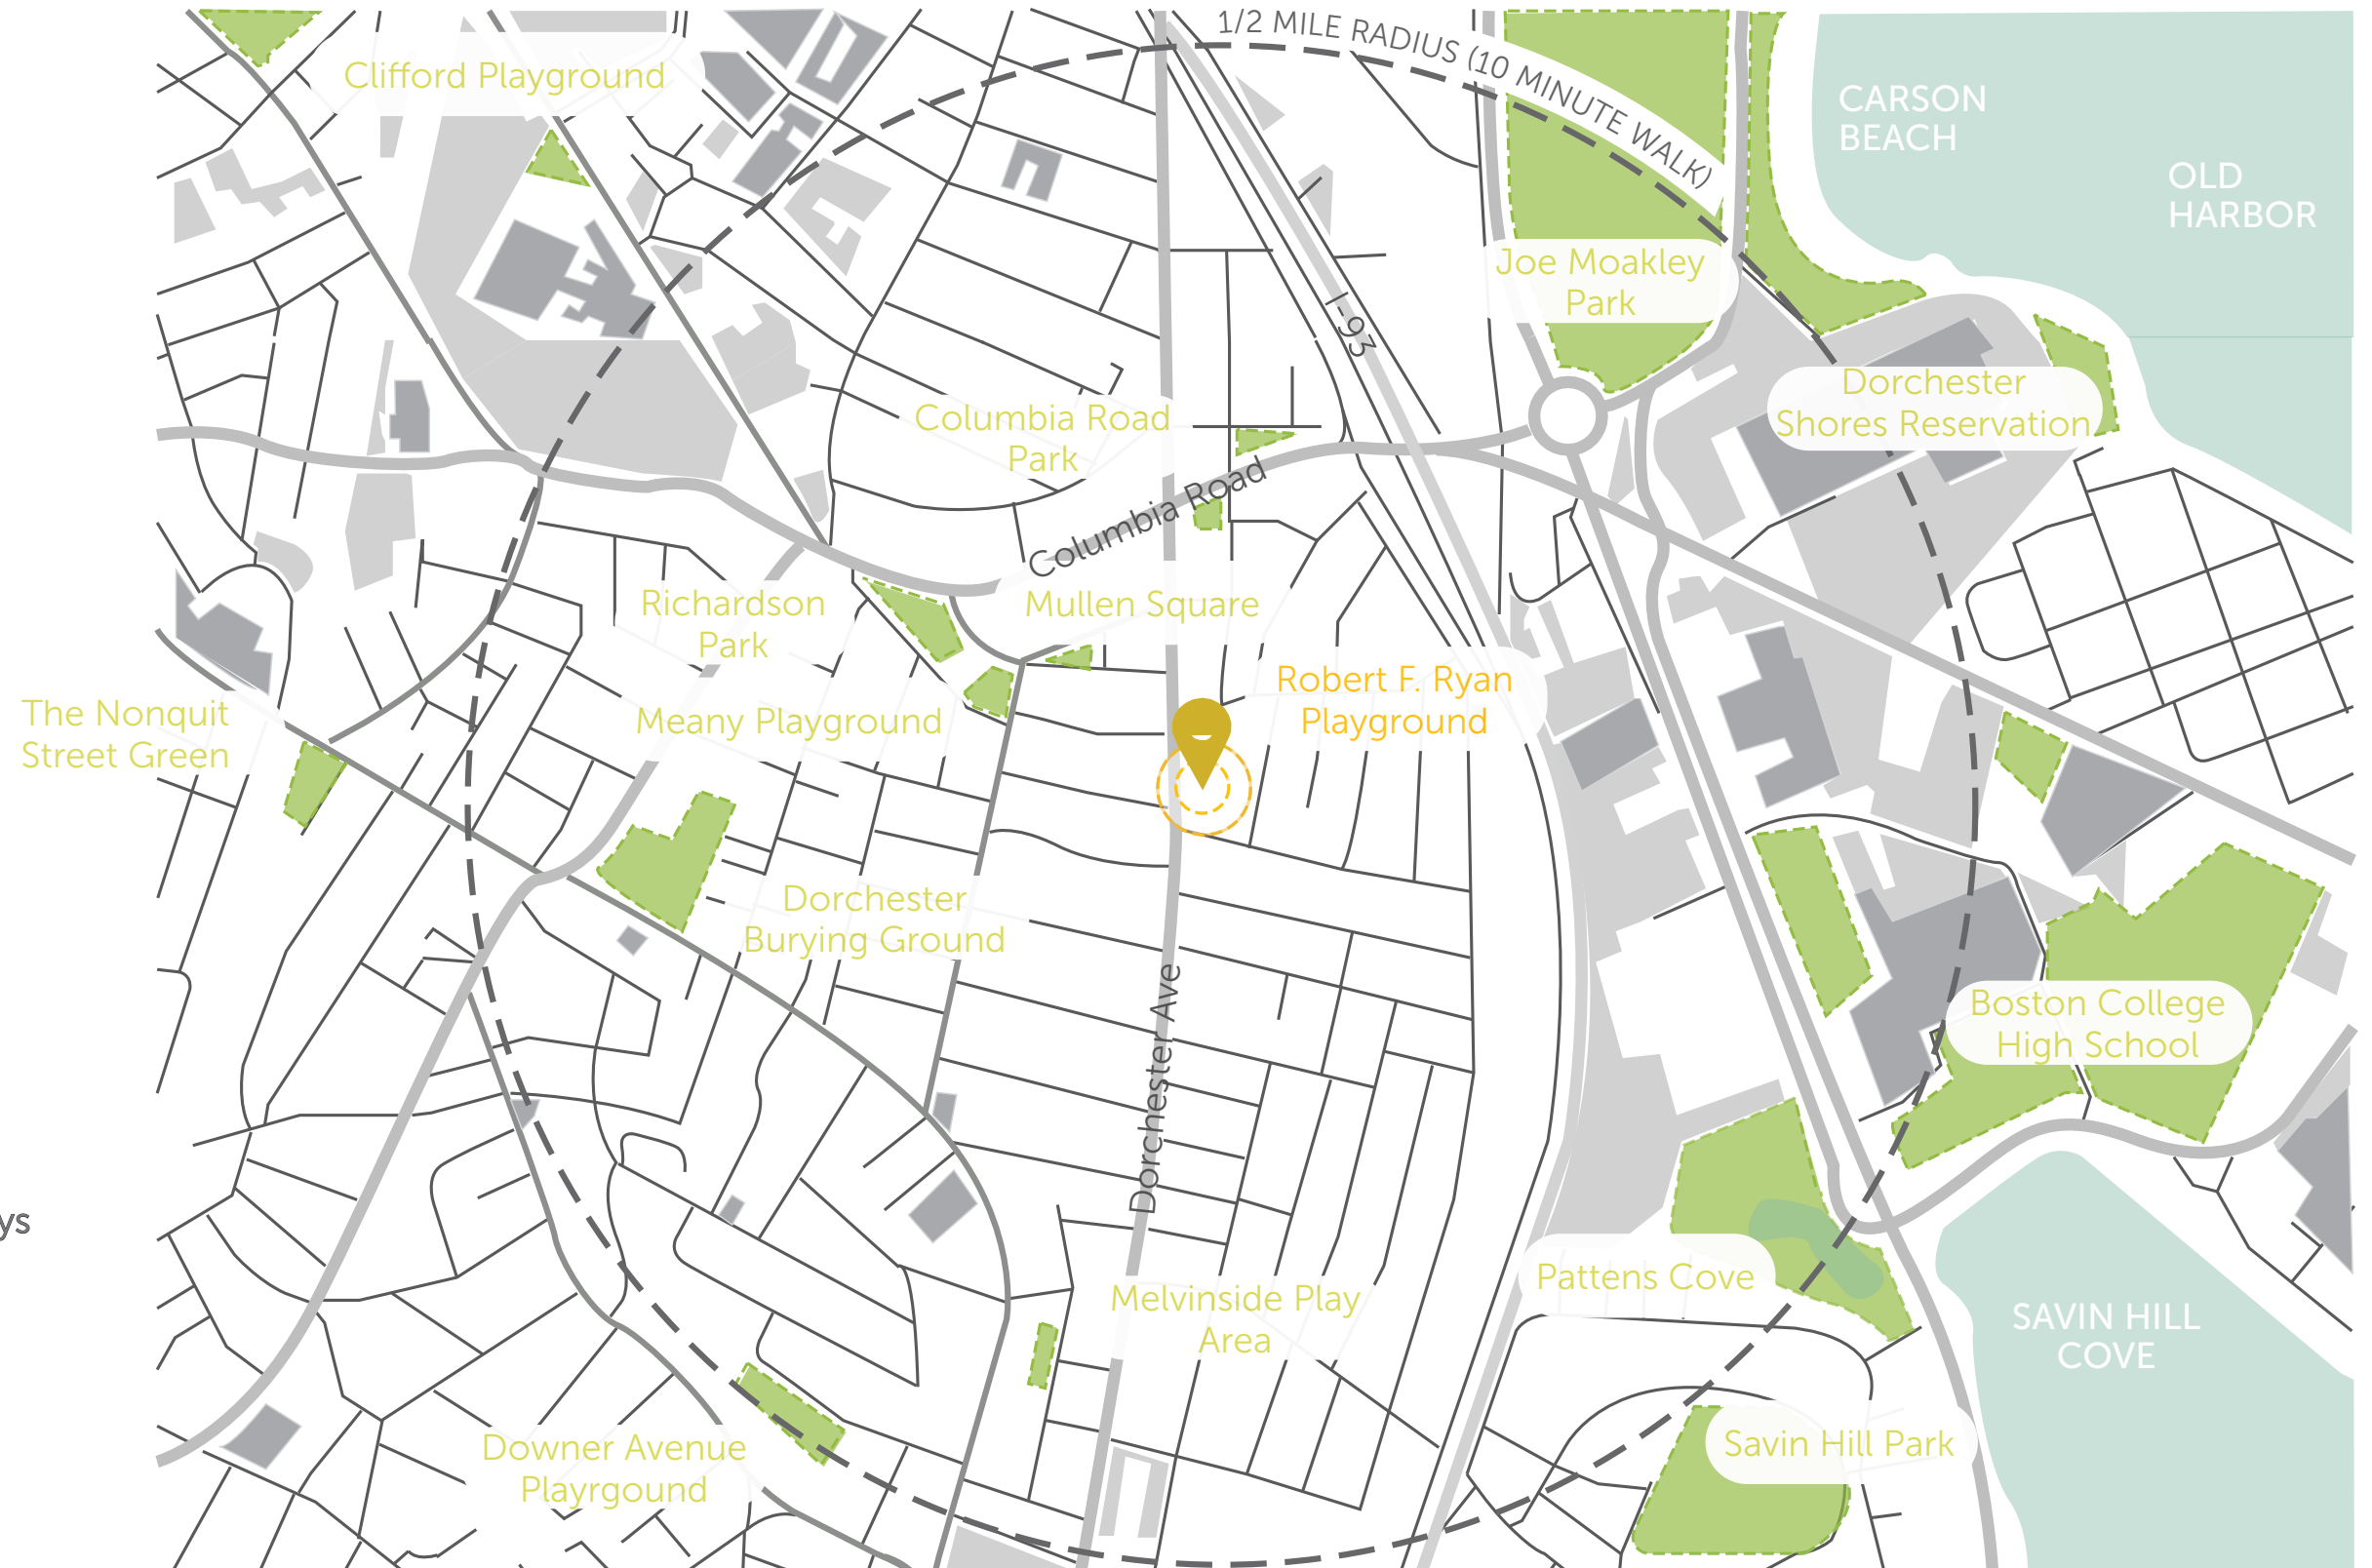 1/2 MILE RADIUS (10 MINUTE WALK)
Clifford Playground
CARSON
BEACH
OLD
HARBOR
Joe Moakley
Park
I-93
Dorchester
Shores Reservation
Columbia Road
Park
Columbia Road
Richardson
Park
Mullen Square
Robert F. Ryan
Playground
The Nonquit
Street Green
Meany Playground
Dorchester
Burying Ground
Dorchester Ave
Boston College
High School
ys
Pattens Cove
Melvinside Play
Area
SAVIN HILL
COVE
Savin Hill Park
Downer Avenue
Playrgound